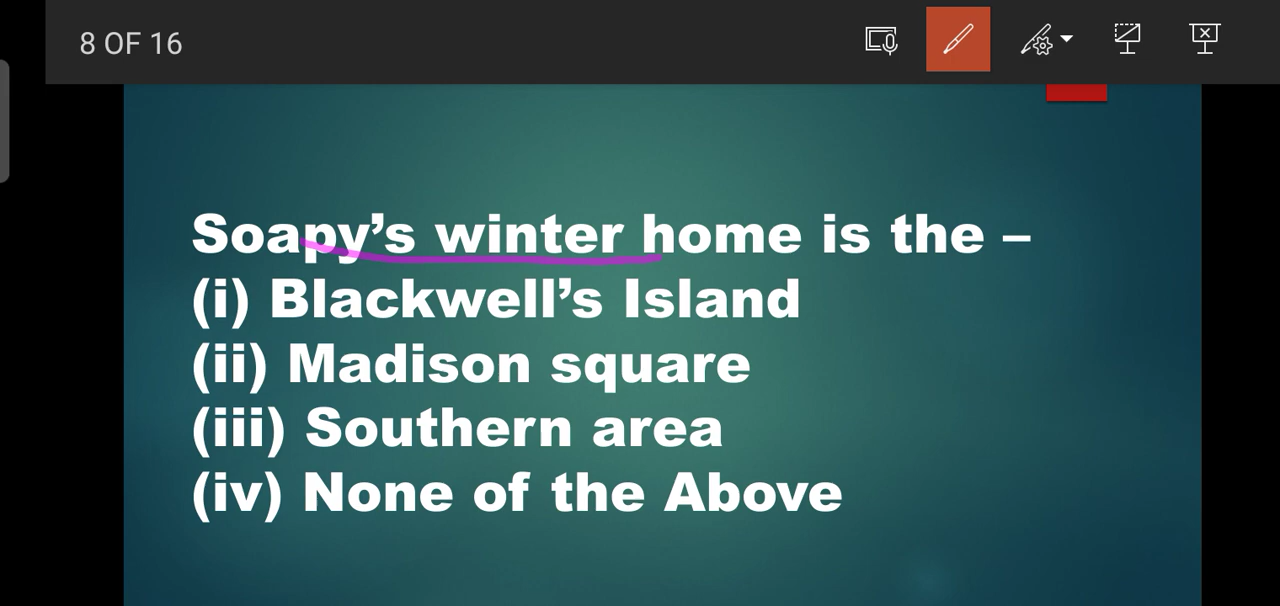 8 OF 16
Soapy’s winter home is the –
(i) Blackwell’s Island
(ii) Madison square
(iii) Southern area
(iv) None of the Above